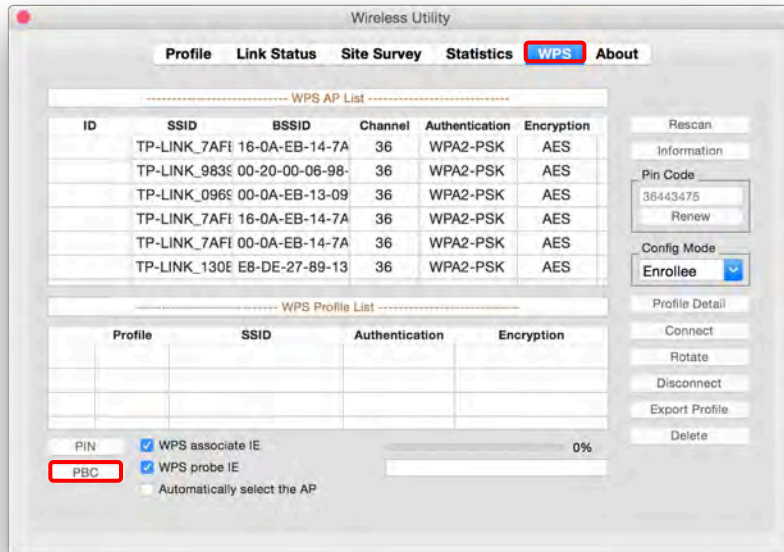 Wireless Utility
Profile Link Status Site Survey Statistics WPS About
WPS AP List
ID SSID BSSID Channel Authentication Encryption
TP-LINK_7AFE 16-0A-EB-14-7A 36 WPA2-PSK AES
TP-LINK_9839 00-20-00-06-98- 36 WPA2-PSK AES
TP-LINK_0969 00-0A-EB-13-09 36 WPA2-PSK AES
TP-LINK_7AFE 16-0A-EB-14-7A 36 WPA2-PSK AES
TP-LINK_7AFE 00-0A-EB-14-7A 36 WPA2-PSK AES
TP-LINK_130E E8-DE-27-89-13 36 WPA2-PSK AES
Rescan
Information
Pin Code
36443475
Renew
Config Mode
Enrollee
WPS Profile List
Profile SSID Authentication Encryption
Profile Detail
Connect
Rotate
Disconnect
Export Profile
Delete
PIN
WPS associate IE
0%
PBC
WPS probe IE
Automatically select the AP